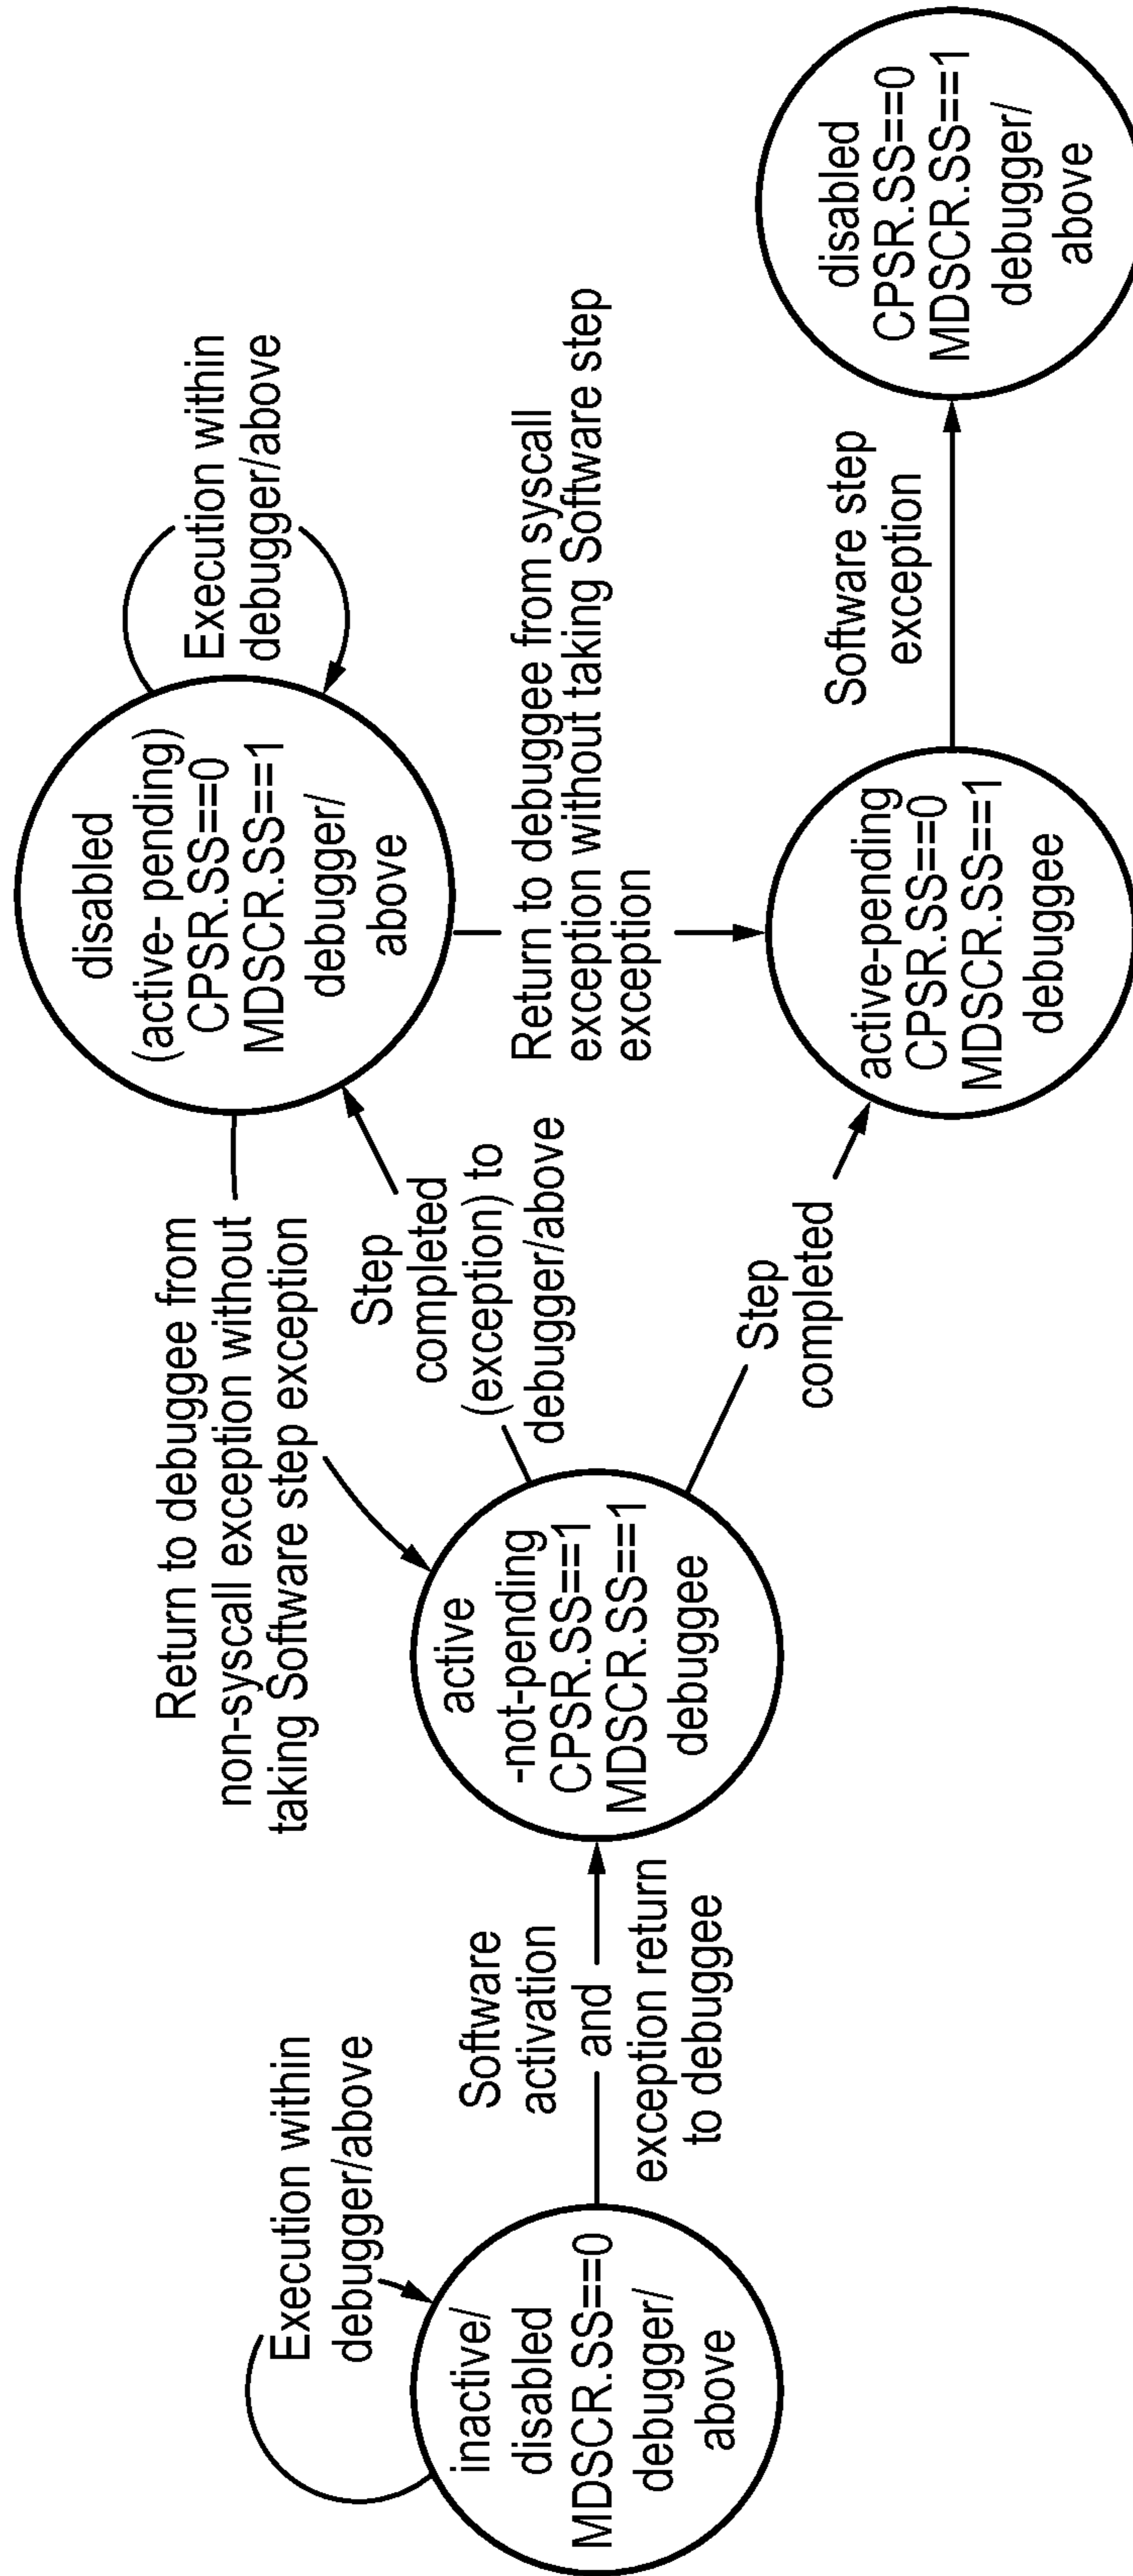 Execution within
debugger/above
inactive/
disabled
MDSCR.SS==0
debugger/
above
Software
activation
and
exception return
to debuggee
Return to debuggee from
non-syscall exception without
taking Software step exception
active
-not-pending
CPSR.SS==1
MDSCR.SS==1
debuggee
Step
completed
(exception) to
debugger/above
Step
completed
disabled
(active- pending)
CPSR.SS==0
MDSCR.SS==1
debugger/
above
Execution within
debugger/above
Return to debuggee from syscall
exception without taking Software step
exception
active-pending
CPSR.SS==0
MDSCR.SS==1
debuggee
Software step
exception
disabled
CPSR.SS==0
MDSCR.SS==1
debugger/
above